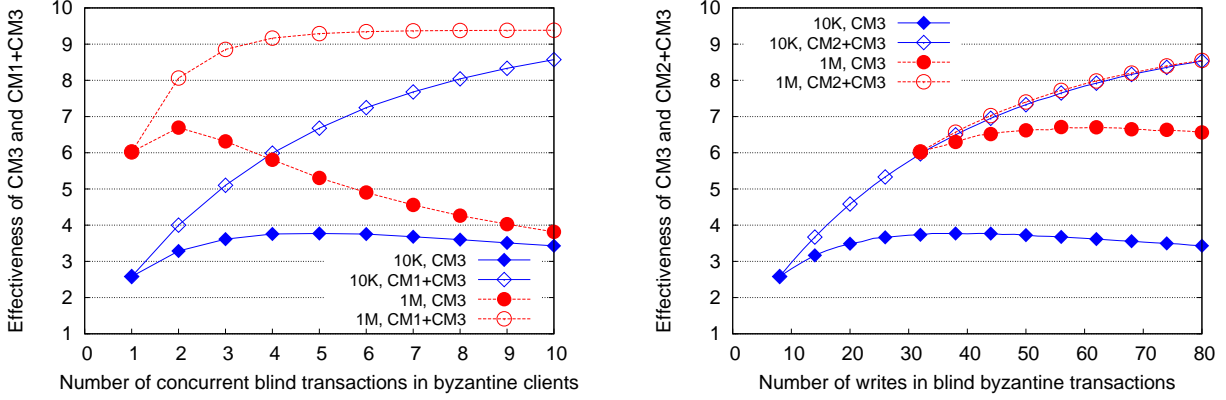 Effectiveness of CM3 and CM1+CM3
10
9
8
7
6
5
4
3
2
1
0 1 2 3 4 5 6 7 8 9 10
Number of concurrent blind transactions in byzantine clients
10K, CM3
10K, CM1+CM3
1M, CM3
1M, CM1+CM3
Effectiveness of CM3 and CM2+CM3
10
9
8
7
6
5
4
3
2
1
0 10 20 30 40 50 60 70 80
Number of writes in blind byzantine transactions
10K, CM3
10K, CM2+CM3
1M, CM3
1M, CM2+CM3